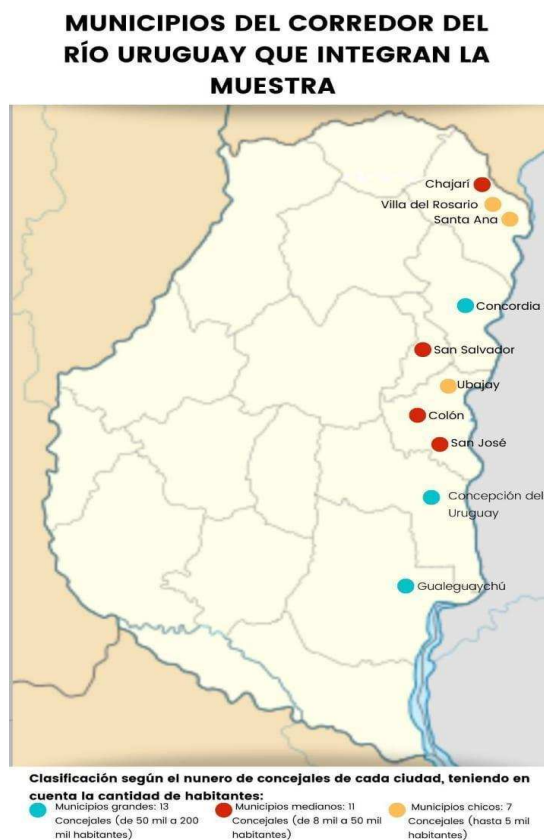 MUNICIPIOS DEL CORREDOR DEL
RÍO URUGUAY QUE INTEGRAN LA
MUESTRA
Chajarí
Villa del Rosario
Santa Ana
Concordia
San Salvador
Ubajay
Colón
San José
Concepción del
Uruguay
Gualeguaychú
Clasificación según el nunero de concejales de cada ciudad, teniendo en
cuenta la cantidad de habitantes:
Municipios grandes: 13
Concejales (de 50 mil a 200
mil habitantes)
Municipios medianos: 11
Concejales (de 8 mil a 50 mil
habitantes)
Municipios chicos: 7
Concejales (hasta 5 mil
habitantes)